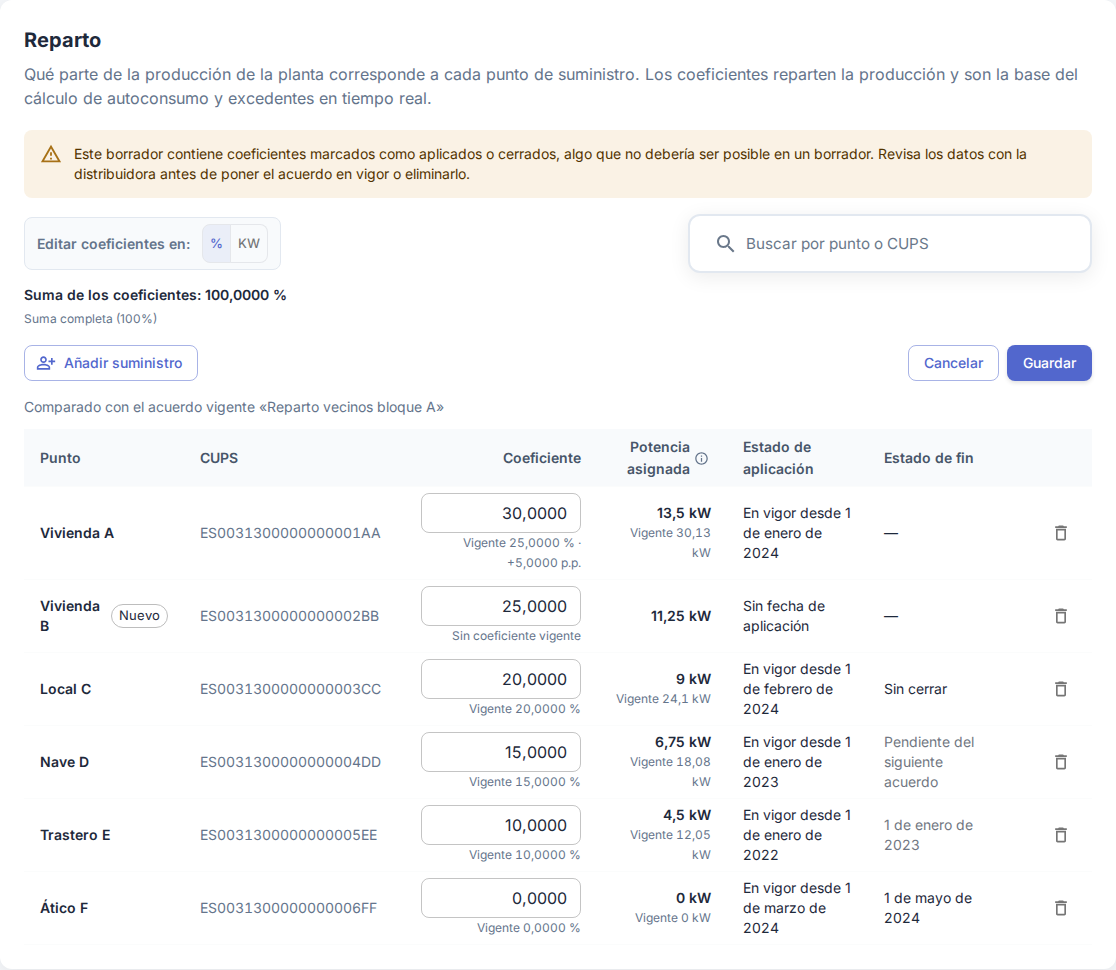 Reparto
Qué parte de la producción de la planta corresponde a cada punto de suministro. Los coeficientes reparten la producción y son la base del
cálculo de autoconsumo y excedentes en tiempo real.
Este borrador contiene coeficientes marcados como aplicados o cerrados, algo que no debería ser posible en un borrador. Revisa los datos con la
distribuidora antes de poner el acuerdo en vigor o eliminarlo.
Editar coeficientes en: % KW
Buscar por punto o CUPS
Suma de los coeficientes: 100,0000 %
Suma completa (100%)
Añadir suministro
Cancelar
Guardar
Comparado con el acuerdo vigente «Reparto vecinos bloque A»
Punto
CUPS
Coeficiente
Potencia
asignada
Estado de
aplicación
Estado de fin
Vivienda A
ES0031300000000001AA
30,0000
Vigente 25,0000 % ·
+5,0000 p.p.
13,5 kW
Vigente 30,13
kW
En vigor desde 1
de enero de
2024
—
Vivienda
B
Nuevo
ES0031300000000002BB
25,0000
Sin coeficiente vigente
11,25 kW
Sin fecha de
aplicación
—
Local C
ES0031300000000003CC
20,0000
Vigente 20,0000 %
9 kW
Vigente 24,1 kW
En vigor desde 1
de febrero de
2024
Sin cerrar
Nave D
ES0031300000000004DD
15,0000
Vigente 15,0000 %
6,75 kW
Vigente 18,08
kW
En vigor desde 1
de enero de
2023
Pendiente del
siguiente
acuerdo
Trastero E
ES0031300000000005EE
10,0000
Vigente 10,0000 %
4,5 kW
Vigente 12,05
kW
En vigor desde 1
de enero de
2022
1 de enero de
2023
Ático F
ES0031300000000006FF
0,0000
Vigente 0,0000 %
0 kW
Vigente 0 kW
En vigor desde 1
de marzo de
2024
1 de mayo de
2024